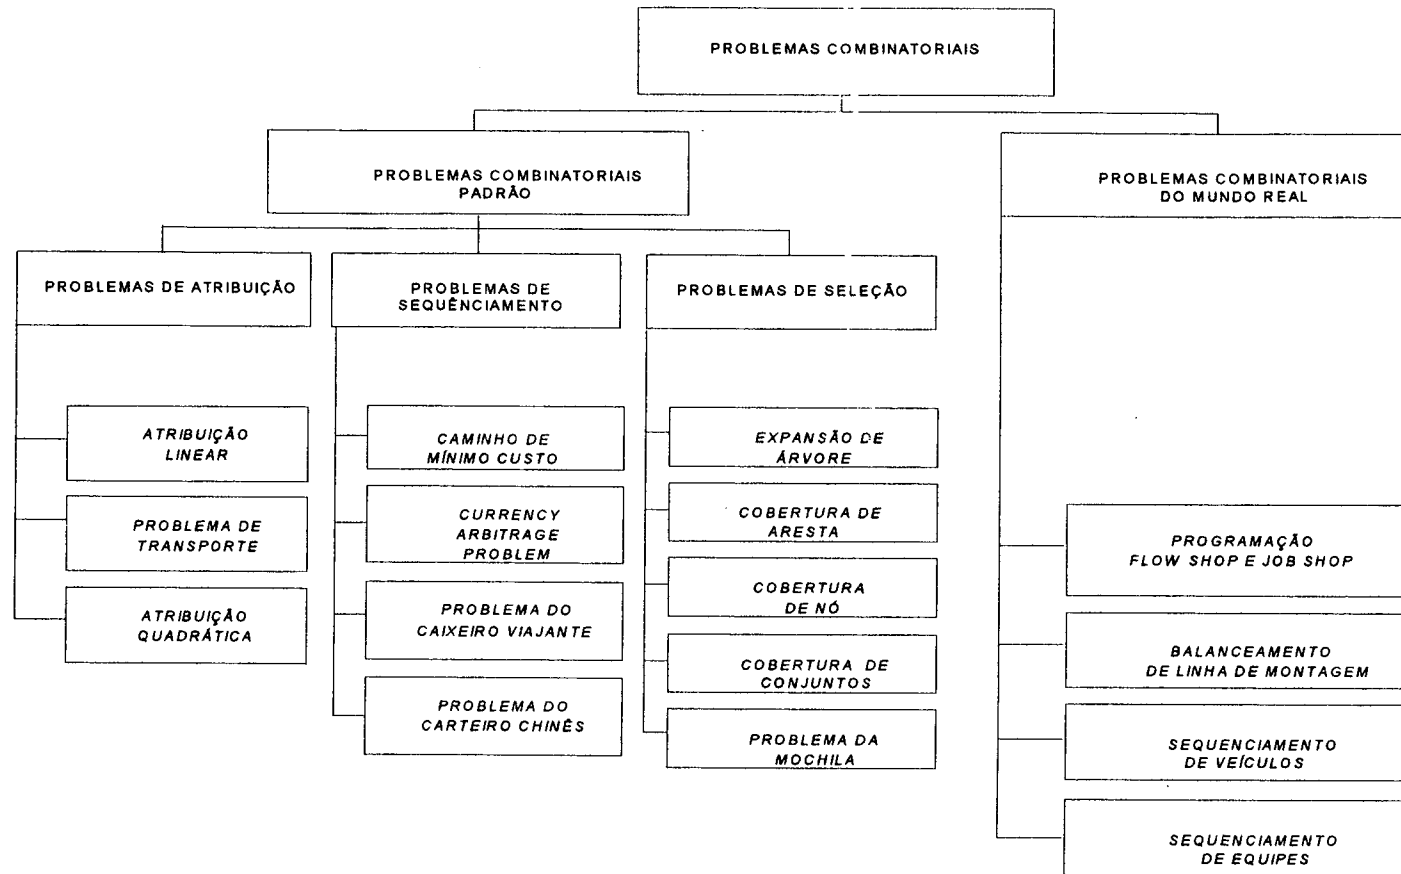 PROBLEMAS COMBINATORIAIS
PROBLEMAS COMBINATORIAIS
PADRÃO
PROBLEMAS COMBINATORIAIS
DO MUNDO REAL
PROBLEMAS DE ATRIBUIÇÃO
PROBLEMAS DE
SEQUÊNCIAMENTO
PROBLEMAS DE SELEÇÃO
ATRIBUIÇÃO
LINEAR
PROBLEMA DE
TRANSPORTE
ATRIBUIÇÃO
QUADRÁTICA
CAMINHO DE
MÍNIMO CUSTO
CURRENCY
ARBITRAGE
PROBLEM
PROBLEMA DO
CAIXEIRO VIAJANTE
PROBLEMA DO
CARTEIRO CHINÊS
EXPANSÃO DE
ÁRVORE
COBERTURA DE
ARESTA
COBERTURA
DE NÓ
COBERTURA DE
CONJUNTOS
PROBLEMA DA
MOCHILA
PROGRAMAÇÃO
FLOW SHOP E JOB SHOP
BALANCEAMENTO
DE LINHA DE MONTAGEM
SEQUENCIAMENTO
DE VEÍCULOS
SEQUENCIAMENTO
DE EQUIPES